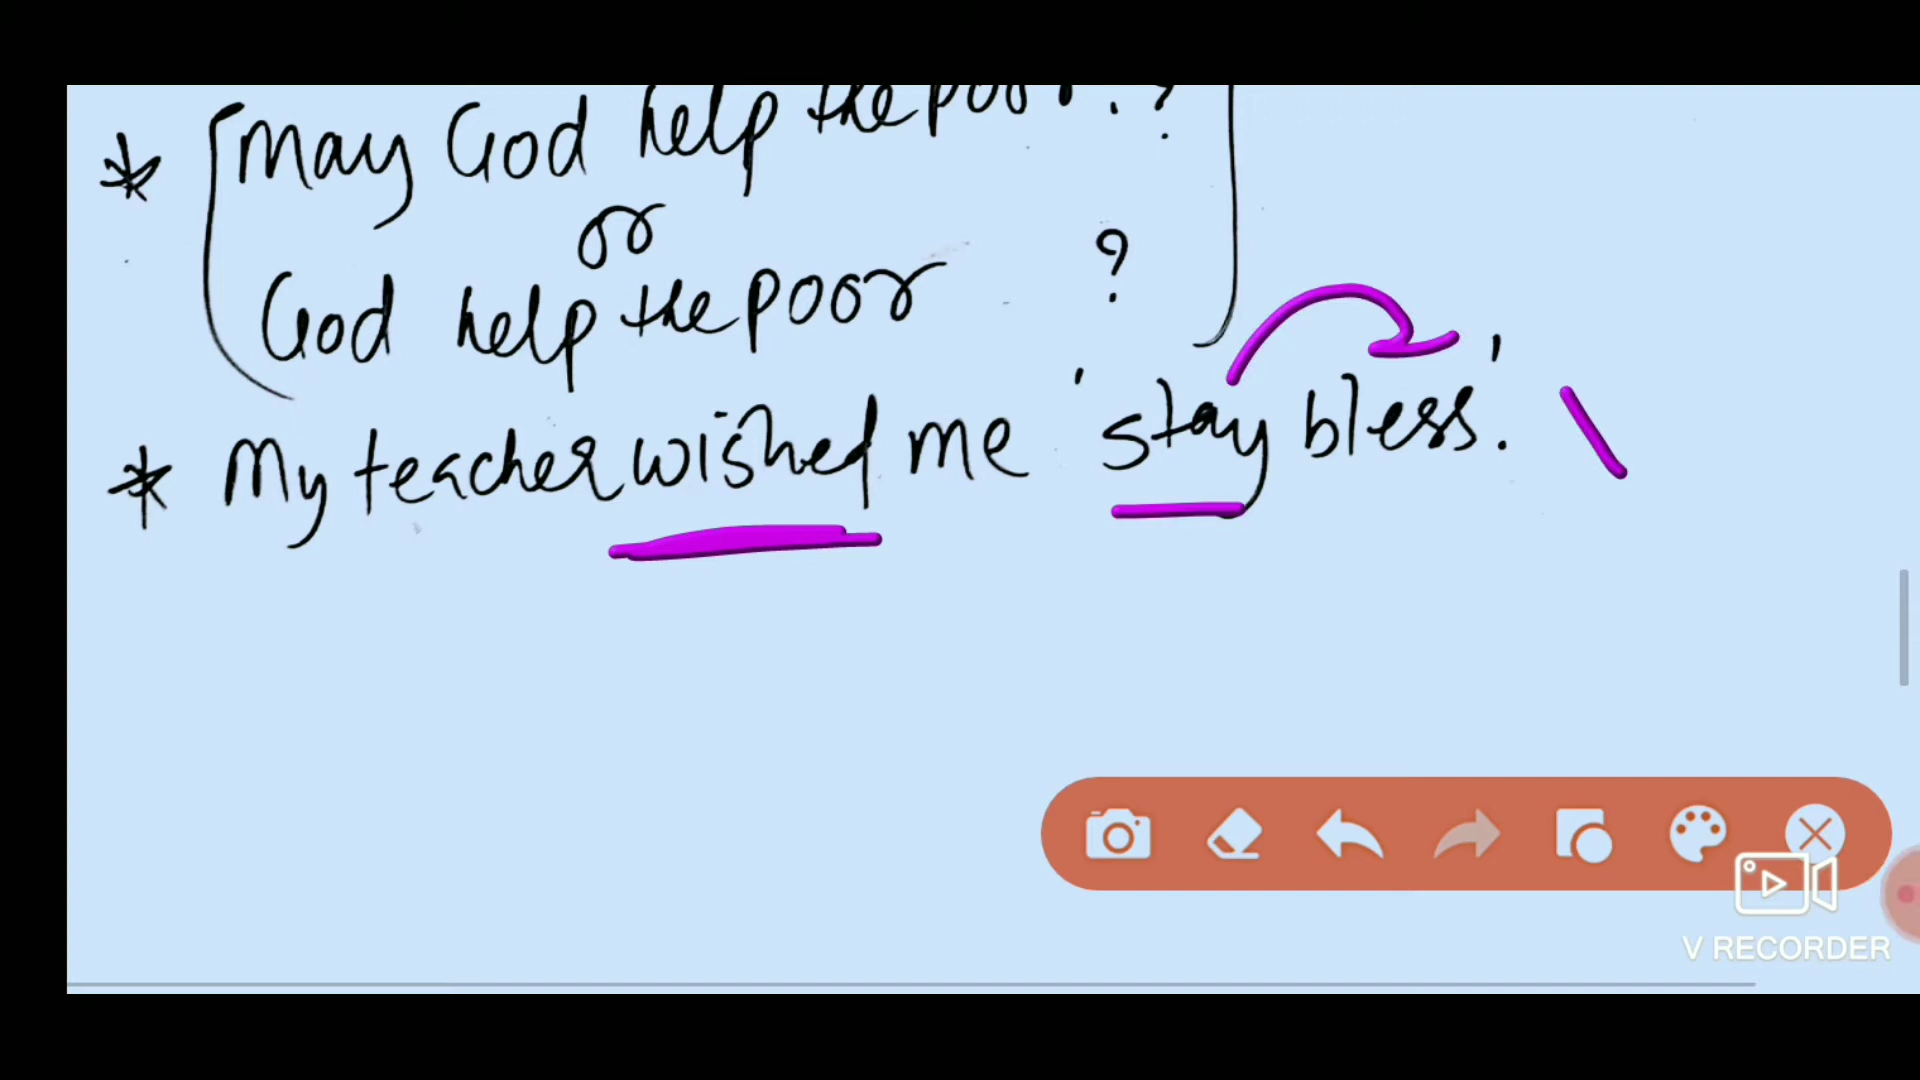 * May God help the poor. ?
or
God help the poor ?
* My teacher wished me 'stay bless.'
V RECORDER